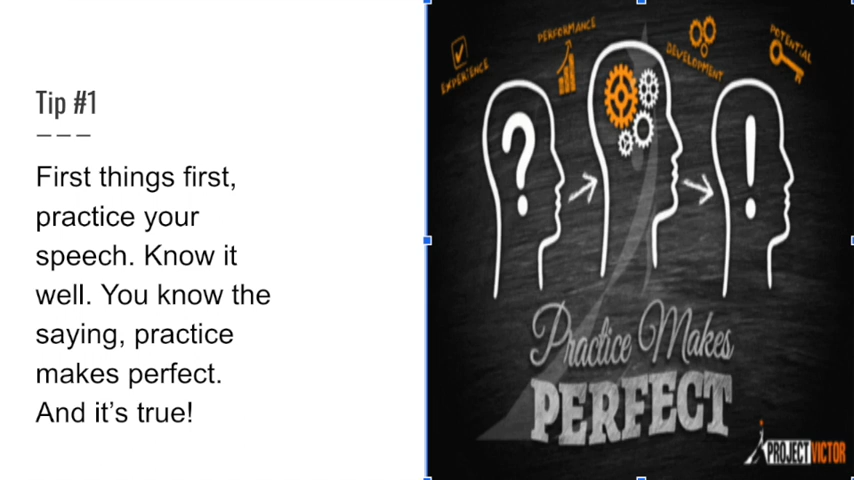 Tip #1
First things first,
practice your
speech. Know it
well. You know the
saying, practice
makes perfect.
And it’s true!
EXPERIENCE
PERFORMANCE
DEVELOPMENT
POTENTIAL
?
!
Practice Makes
PERFECT
PROJECT VICTOR